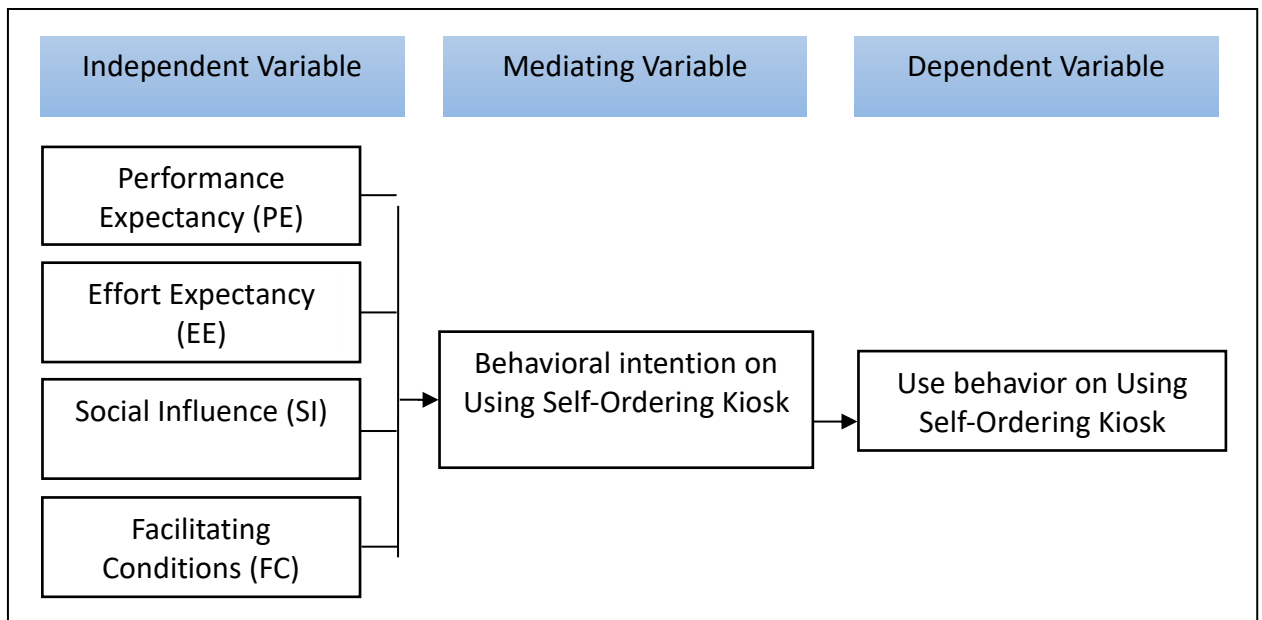 Independent Variable
Mediating Variable
Dependent Variable
Performance
Expectancy (PE)
Effort Expectancy
(EE)
Social Influence (SI)
Facilitating
Conditions (FC)
Behavioral intention on
Using Self-Ordering Kiosk
Use behavior on Using
Self-Ordering Kiosk